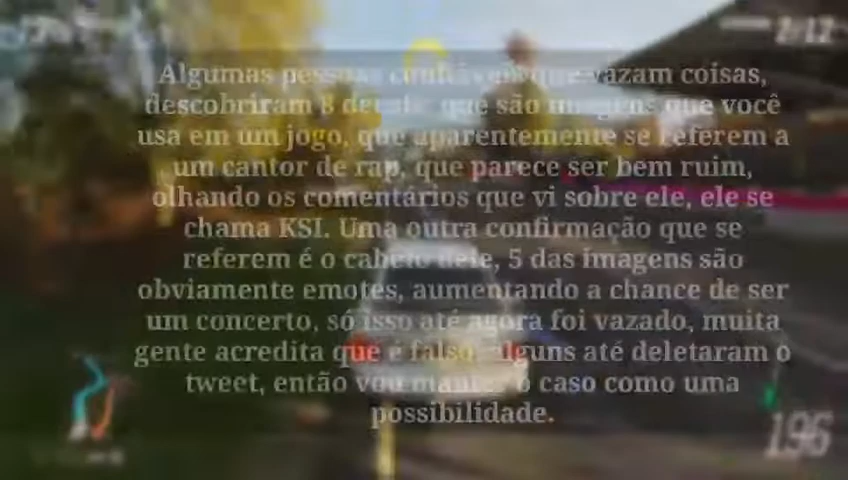 2/12
Algumas pessoas confiáveis que vazam coisas,
descobriram 8 decals, que são imagens que você
usa em um jogo, que aparentemente se referem a
um cantor de rap, que parece ser bem ruim,
olhando os comentários que vi sobre ele, ele se
chama KSI. Uma outra confirmação que se
referem é o cabelo dele, 5 das imagens são
obviamente emotes, aumentando a chance de ser
um concerto, só isso até agora foi vazado, muita
gente acredita que é falso, alguns até deletaram o
tweet, então vou manter o caso como uma
possibilidade.
196